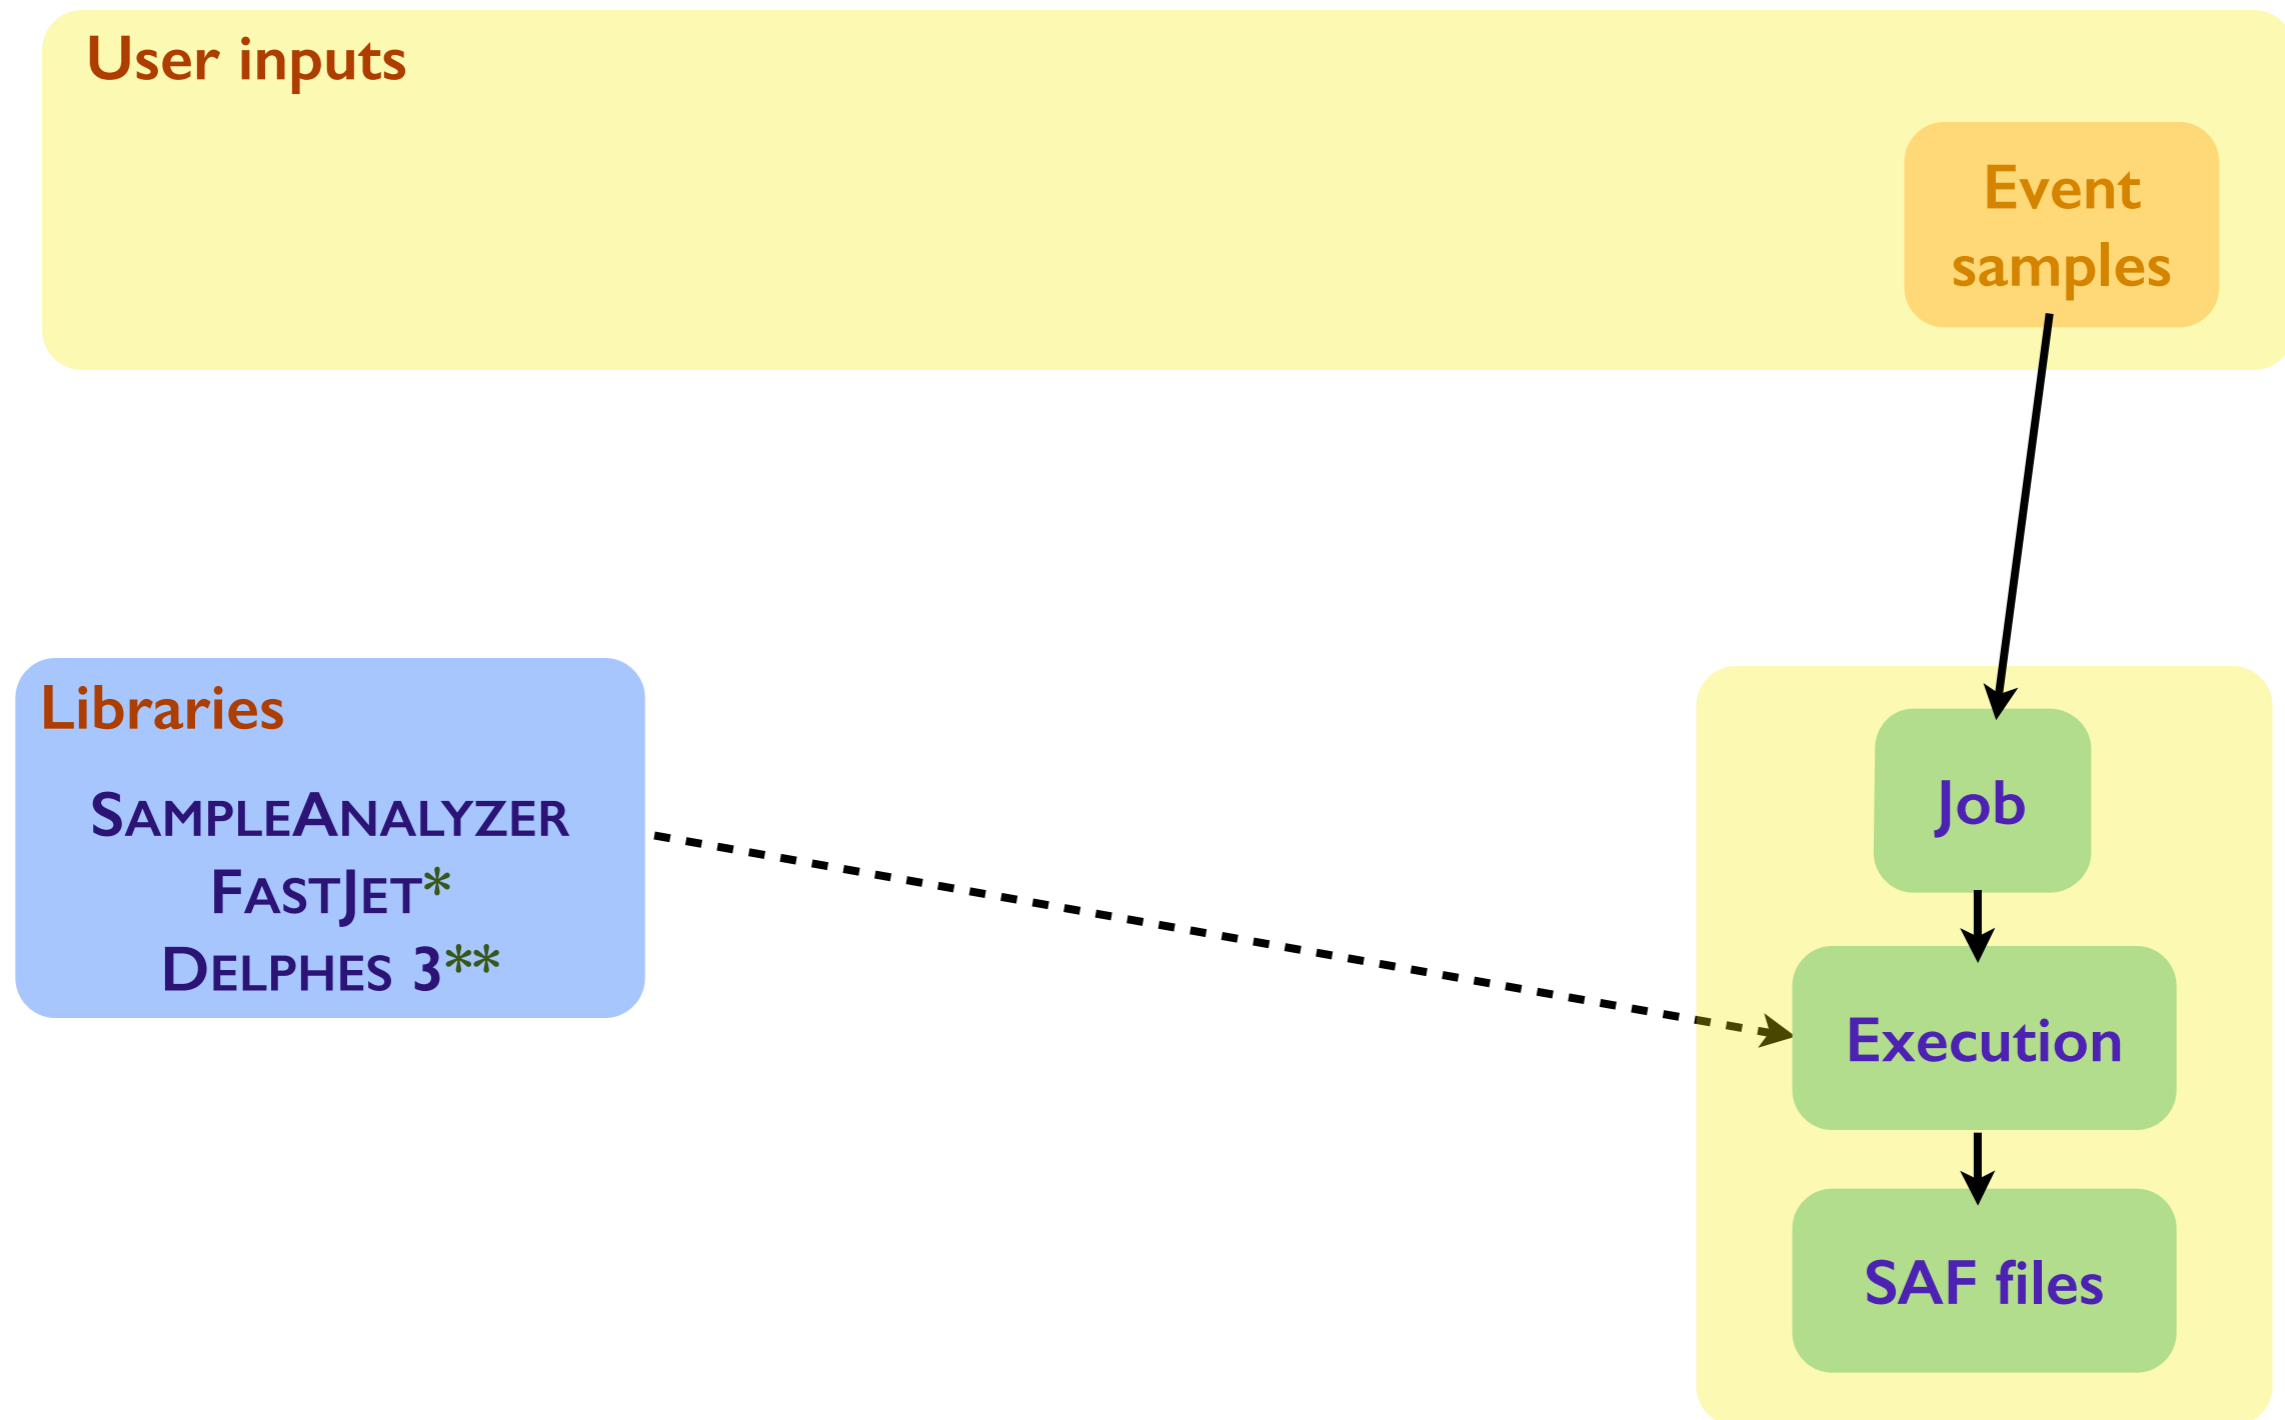 User inputs
Event
samples
Libraries
SAMPLEANALYZER
FASTJET*
DELPHES 3**
Job
Execution
SAF files